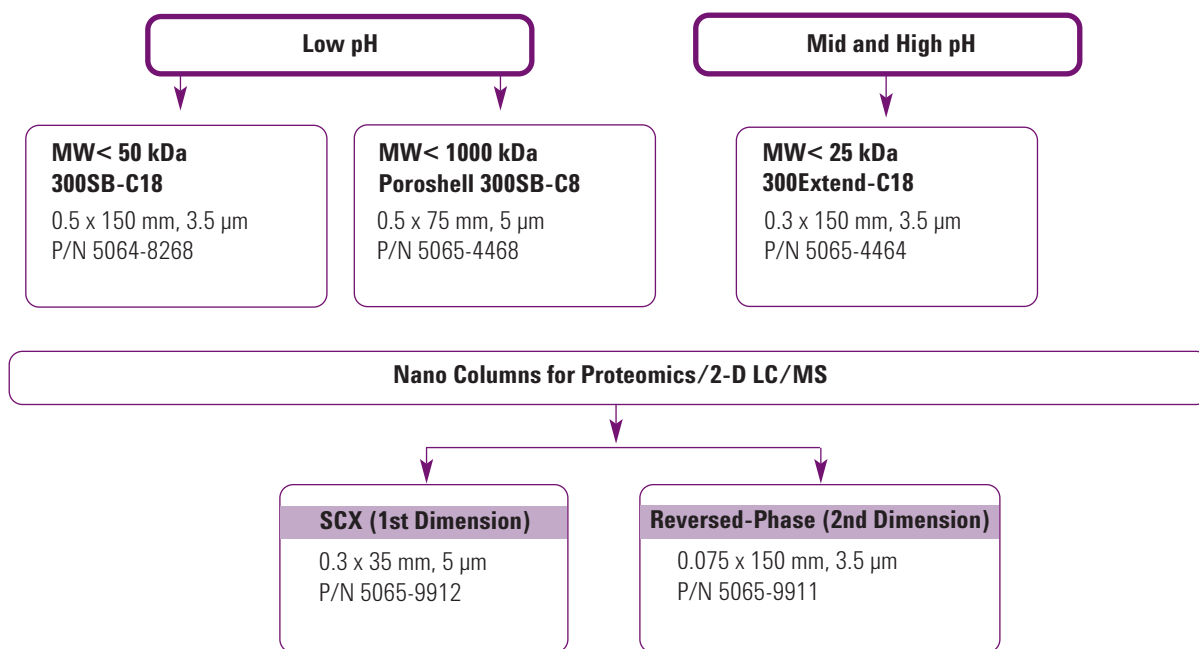 Low pH
Mid and High pH
MW< 50 kDa
300SB-C18
0.5 x 150 mm, 3.5 µm
P/N 5064-8268
MW< 1000 kDa
Poroshell 300SB-C8
0.5 x 75 mm, 5 µm
P/N 5065-4468
MW< 25 kDa
300Extend-C18
0.3 x 150 mm, 3.5 µm
P/N 5065-4464
Nano Columns for Proteomics/2-D LC/MS
SCX (1st Dimension)
0.3 x 35 mm, 5 µm
P/N 5065-9912
Reversed-Phase (2nd Dimension)
0.075 x 150 mm, 3.5 µm
P/N 5065-9911